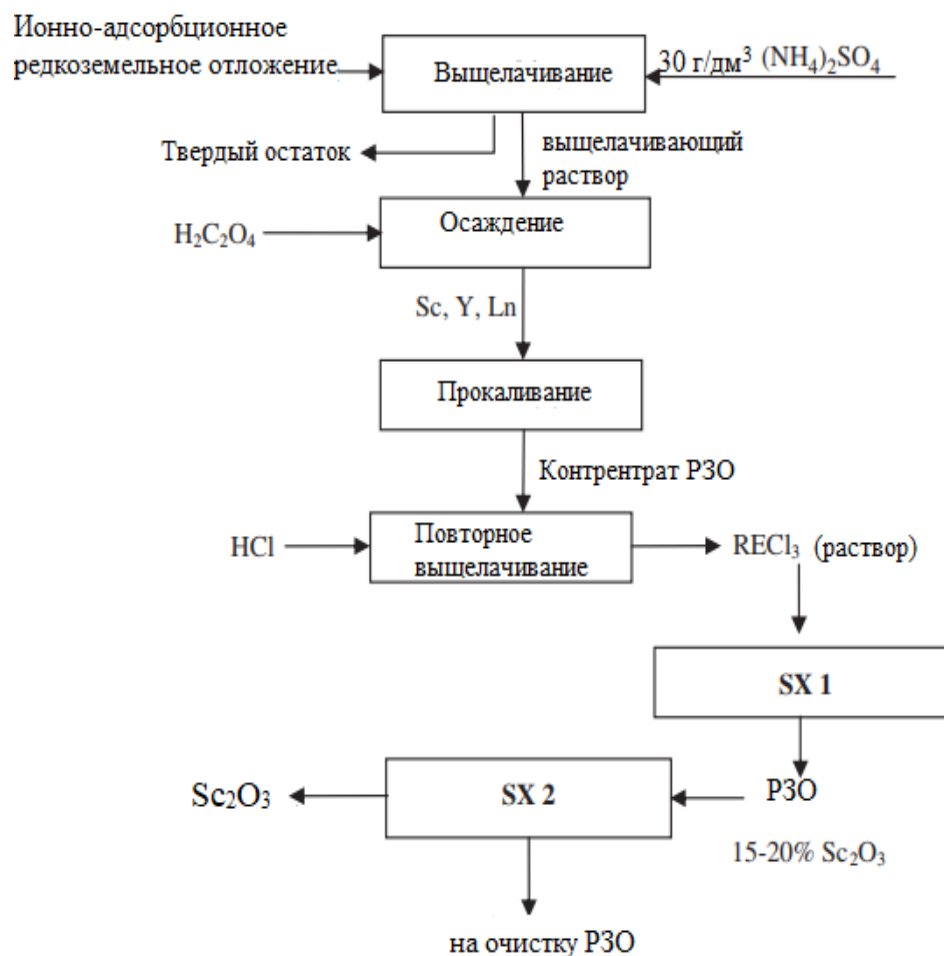 Ионно-адсорбционное
редкоземельное отложение
Выщелачивание
30 г/дм³ (NH₄)₂SO₄
Твердый остаток
выщелачивающий
раствор
H₂C₂O₄
Осаждение
Sc, Y, Ln
Прокаливание
Контрентрат РЗО
HCl
Повторное
выщелачивание
RECl₃ (раствор)
SX 1
Sc₂O₃
SX 2
РЗО
15-20% Sc₂O₃
на очистку РЗО